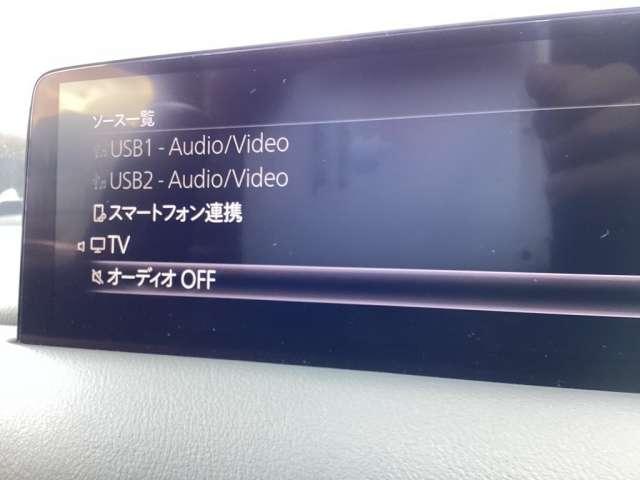 ソース一覧
USB1 - Audio/Video
USB2 - Audio/Video
スマートフォン連携
TV
オーディオ OFF